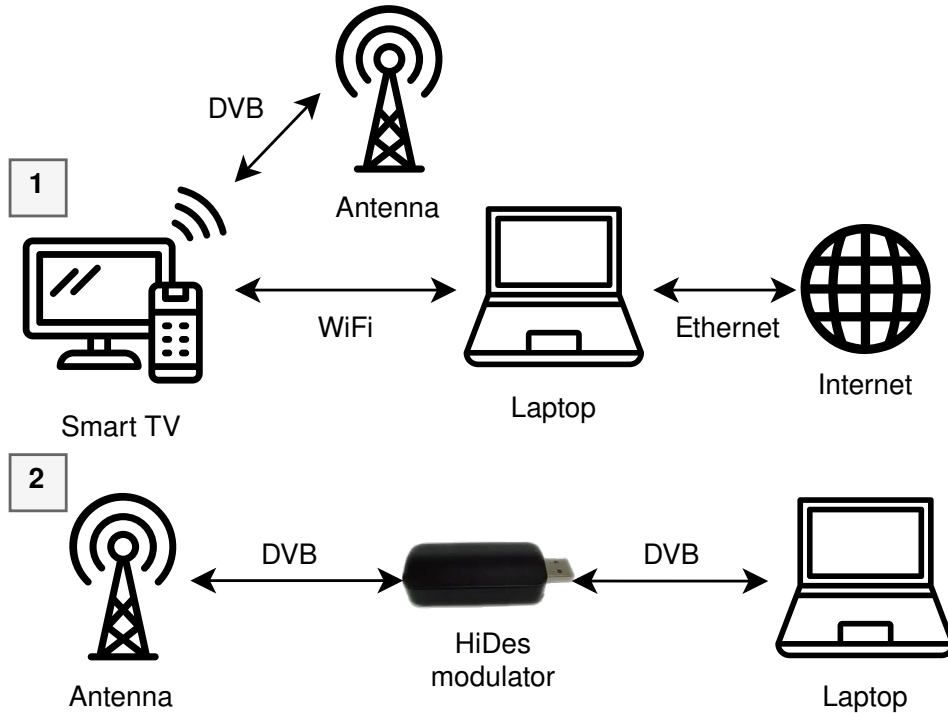 DVB
Antenna
1
WiFi
Ethernet
Smart TV
Laptop
Internet
2
DVB
DVB
HiDes
modulator
Antenna
Laptop